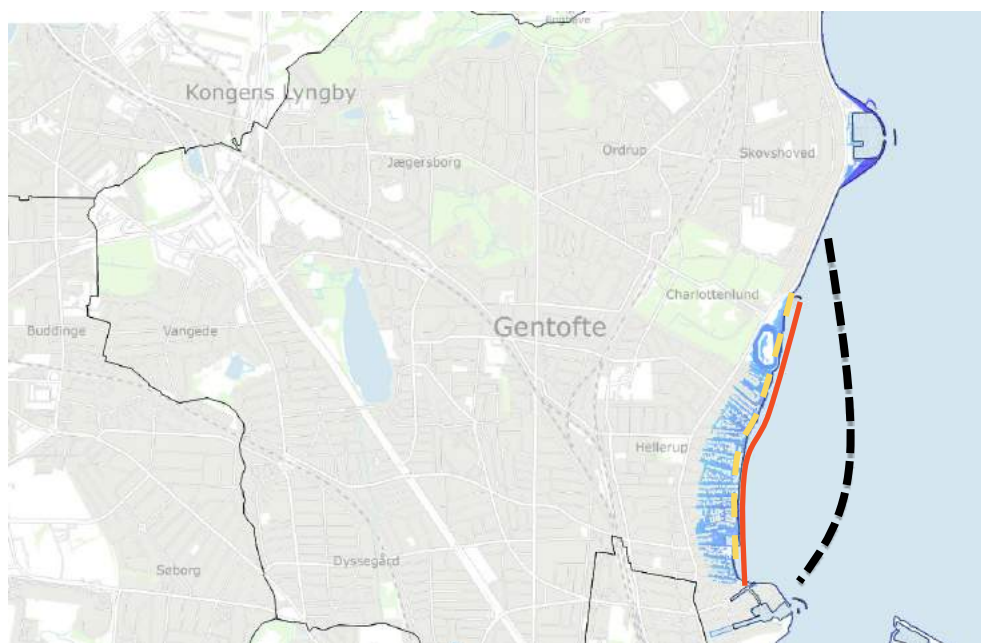 Kongens Lyngby
Jægersborg
Ordrup
Skovshoved
Charlottenlund
Buddinge
Vangede
Gentofte
Hellerup
Dyssegård
Søborg